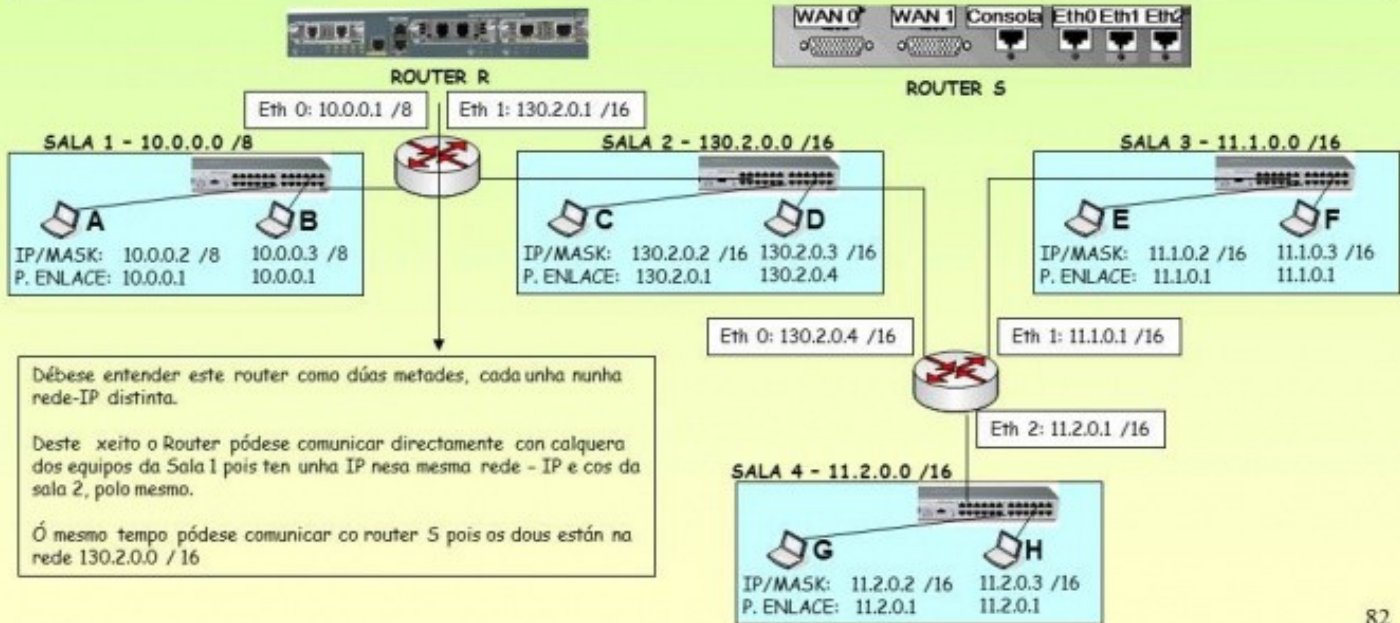 WAN 0 WAN 1 Consola Eth0 Eth1 Eth2
ROUTER R
ROUTER S
Eth 0: 10.0.0.1 /8
Eth 1: 130.2.0.1 /16
SALA 1 - 10.0.0.0 /8
A
B
IP/MASK: 10.0.0.2 /8 10.0.0.3 /8
P. ENLACE: 10.0.0.1 10.0.0.1
SALA 2 - 130.2.0.0 /16
C
D
IP/MASK: 130.2.0.2 /16 130.2.0.3 /16
P. ENLACE: 130.2.0.1 130.2.0.4
SALA 3 - 11.1.0.0 /16
E
F
IP/MASK: 11.1.0.2 /16 11.1.0.3 /16
P. ENLACE: 11.1.0.1 11.1.0.1
Eth 0: 130.2.0.4 /16
Eth 1: 11.1.0.1 /16
Eth 2: 11.2.0.1 /16
Débese entender este router como dúas metades, cada unha nunha
rede-IP distinta.
Deste xeito o Router pódese comunicar directamente con calquera
dos equipos da Sala 1 pois ten unha IP nesa mesma rede - IP e cos da
sala 2, polo mesmo.
Ó mesmo tempo pódese comunicar co router S pois os dous están na
rede 130.2.0.0 / 16
SALA 4 - 11.2.0.0 /16
G
H
IP/MASK: 11.2.0.2 /16 11.2.0.3 /16
P. ENLACE: 11.2.0.1 11.2.0.1
82